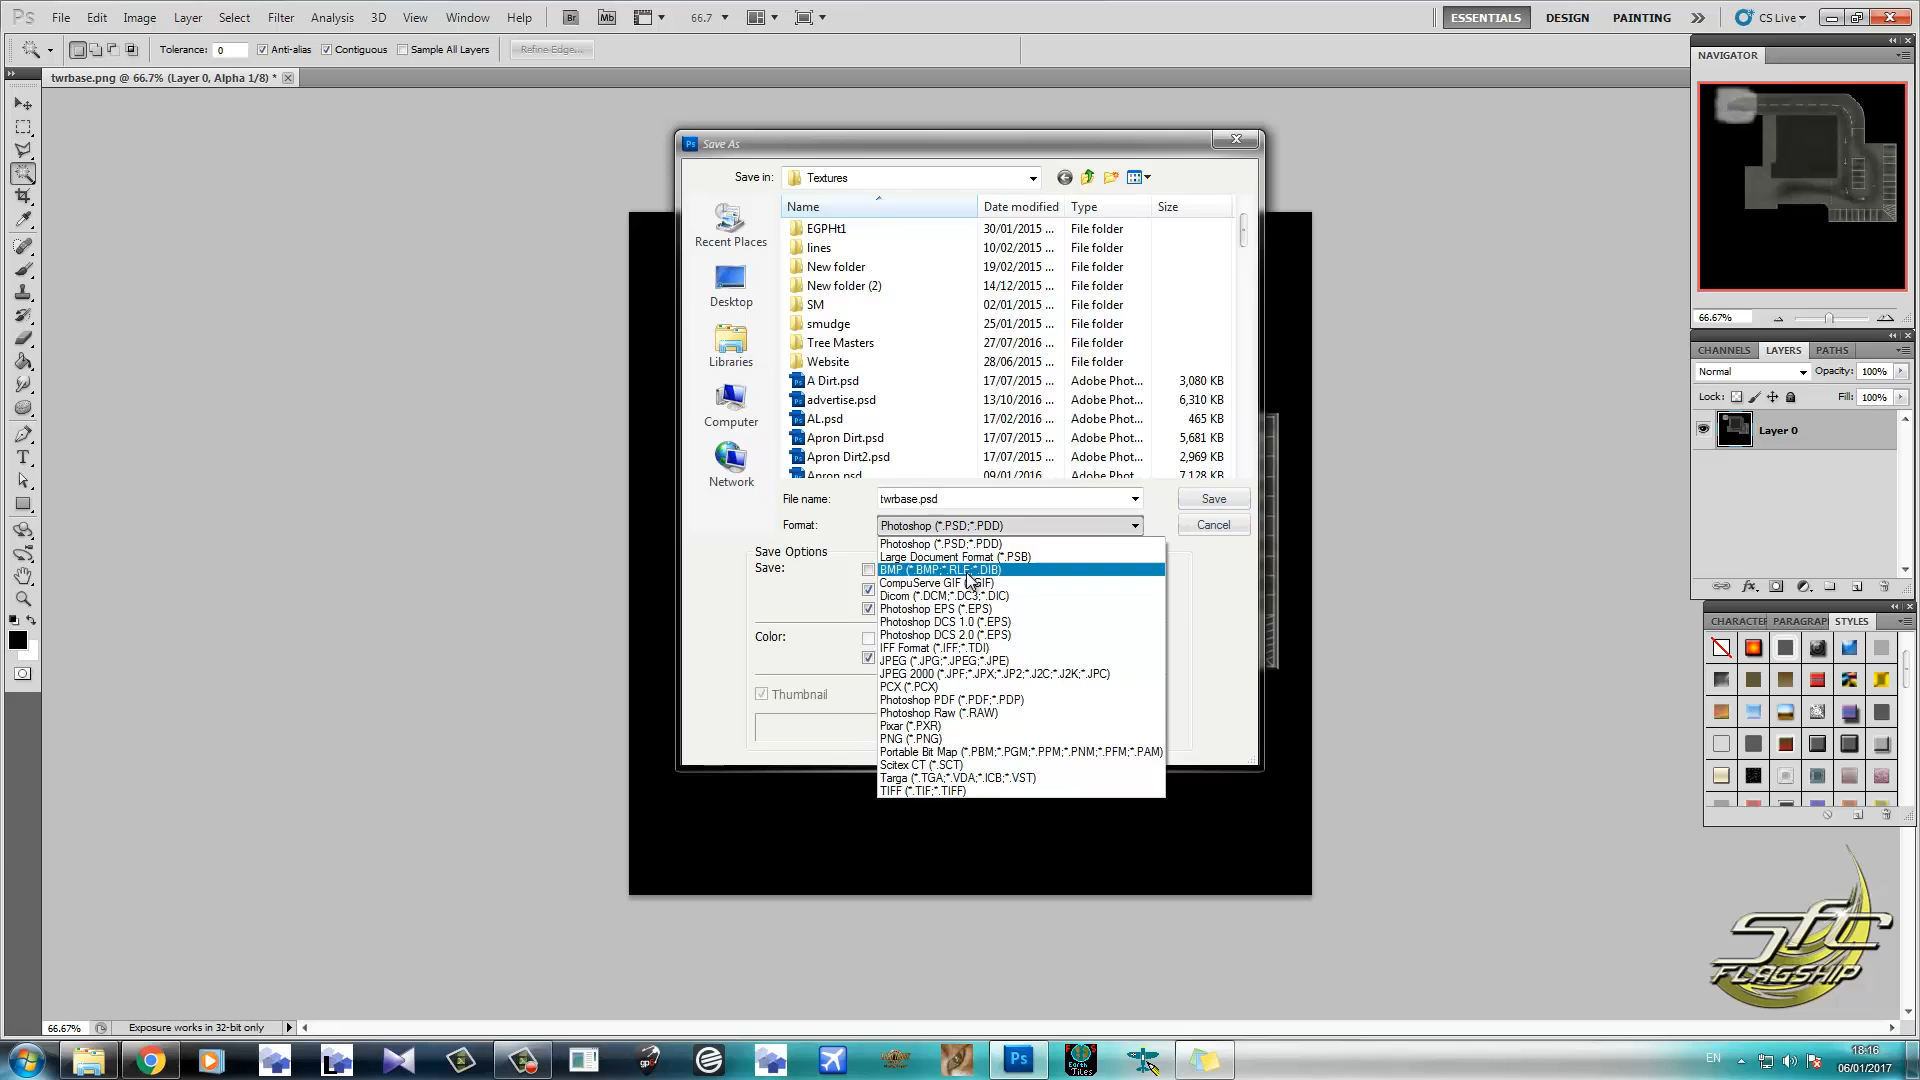 Ps File Edit Image Layer Select Filter Analysis 3D View Window Help Br Mb 66.7 ESSENTIALS DESIGN PAINTING CS Live
Tolerance: 0 Anti-alias Contiguous Sample All Layers Refine Edge...
twrbase.png @ 66.7% (Layer 0, Alpha 1/8) *
NAVIGATOR
66.67%
CHANNELS LAYERS PATHS
Normal Opacity: 100%
Lock: Fill: 100%
Layer 0
CHARACTER PARAGRAPH STYLES
Ps Save As
Save in: Textures
Recent Places
Desktop
Libraries
Computer
Network
Name Date modified Type Size
EGPHt1 30/01/2015 ... File folder
lines 10/02/2015 ... File folder
New folder 19/02/2015 ... File folder
New folder (2) 14/12/2015 ... File folder
SM 02/01/2015 ... File folder
smudge 25/01/2015 ... File folder
Tree Masters 27/07/2016 ... File folder
Website 28/06/2015 ... File folder
A Dirt.psd 17/07/2015 ... Adobe Phot... 3,080 KB
advertise.psd 13/10/2016 ... Adobe Phot... 6,310 KB
AL.psd 17/02/2016 ... Adobe Phot... 465 KB
Apron Dirt.psd 17/07/2015 ... Adobe Phot... 5,681 KB
Apron Dirt2.psd 17/07/2015 ... Adobe Phot... 2,969 KB
Apron.psd 09/01/2016 ... Adobe Phot... 7,128 KB
File name: twrbase.psd Save
Format: Photoshop (*.PSD;*.PDD) Cancel
Save Options
Save:
Color:
Thumbnail
Photoshop (*.PSD;*.PDD)
Large Document Format (*.PSB)
BMP (*.BMP;*.RLE;*.DIB)
CompuServe GIF (*.GIF)
Dicom (*.DCM;*.DC3;*.DIC)
Photoshop EPS (*.EPS)
Photoshop DCS 1.0 (*.EPS)
Photoshop DCS 2.0 (*.EPS)
IFF Format (*.IFF;*.TDI)
JPEG (*.JPG;*.JPEG;*.JPE)
JPEG 2000 (*.JPF;*.JPX;*.JP2;*.J2C;*.J2K;*.JPC)
PCX (*.PCX)
Photoshop PDF (*.PDF;*.PDP)
Photoshop Raw (*.RAW)
Pixar (*.PXR)
PNG (*.PNG)
Portable Bit Map (*.PBM;*.PGM;*.PPM;*.PNM;*.PFM;*.PAM)
Scitex CT (*.SCT)
Targa (*.TGA;*.VDA;*.ICB;*.VST)
TIFF (*.TIF;*.TIFF)
SFC
FLAGSHIP
66.67% Exposure works in 32-bit only
Ps Earth Tiles EN 18:16
06/01/2017